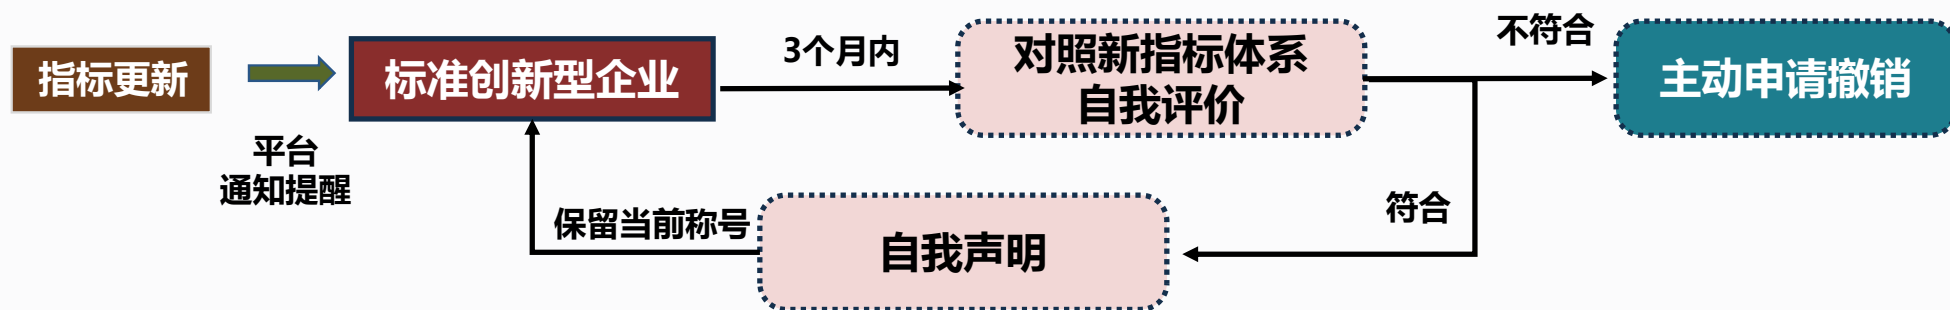 指标更新
平台
通知提醒
标准创新型企业
3个月内
对照新指标体系
自我评价
不符合
主动申请撤销
符合
自我声明
保留当前称号